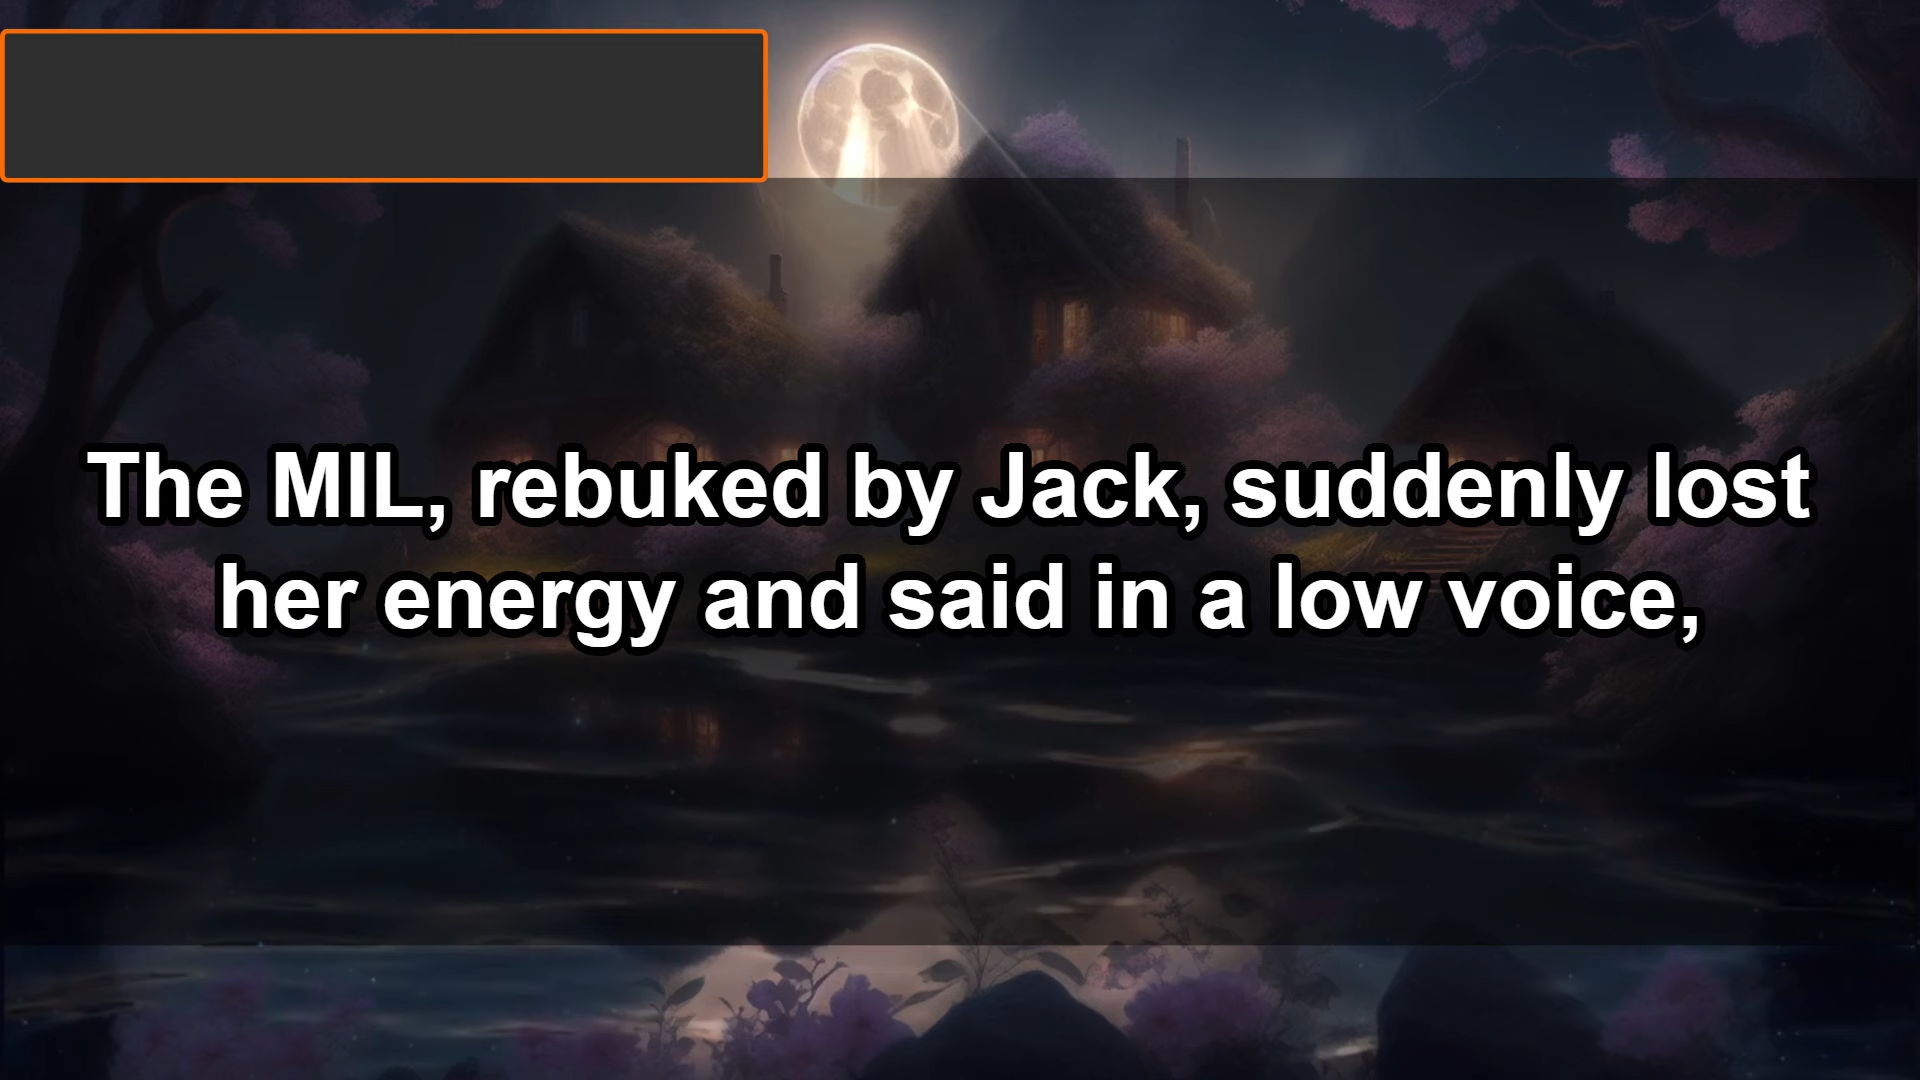 The MIL, rebuked by Jack, suddenly lost
her energy and said in a low voice,